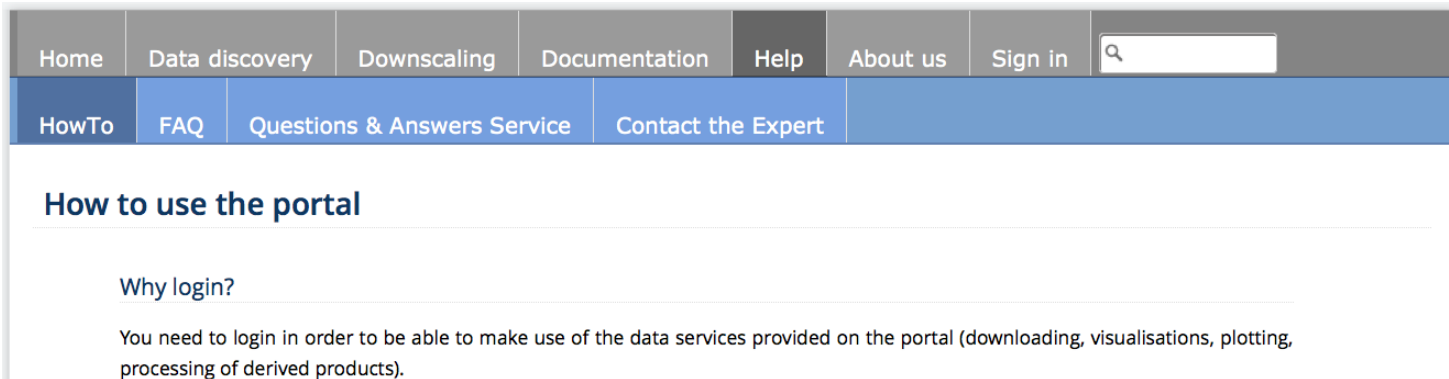 Home Data discovery Downscaling Documentation Help About us Sign in
HowTo FAQ Questions & Answers Service Contact the Expert
How to use the portal
Why login?
You need to login in order to be able to make use of the data services provided on the portal (downloading, visualisations, plotting,
processing of derived products).